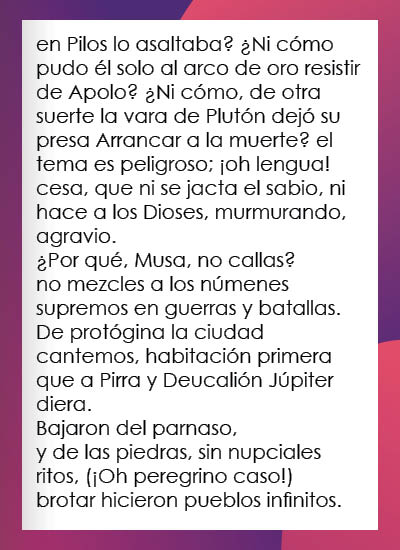 en Pilos lo asaltaba? ¿Ni cómo
pudo él solo al arco de oro resistir
de Apolo? ¿Ni cómo, de otra
suerte la vara de Plutón dejó su
presa Arrancar a la muerte? el
tema es peligroso; ¡oh lengua!
cesa, que ni se jacta el sabio, ni
hace a los Dioses, murmurando,
agravio.
¿Por qué, Musa, no callas?
no mezcles a los númenes
supremos en guerras y batallas.
De protógina la ciudad
cantemos, habitación primera
que a Pirra y Deucalión Júpiter
diera.
Bajaron del parnaso,
y de las piedras, sin nupciales
ritos, (¡Oh peregrino caso!)
brotar hicieron pueblos infinitos.